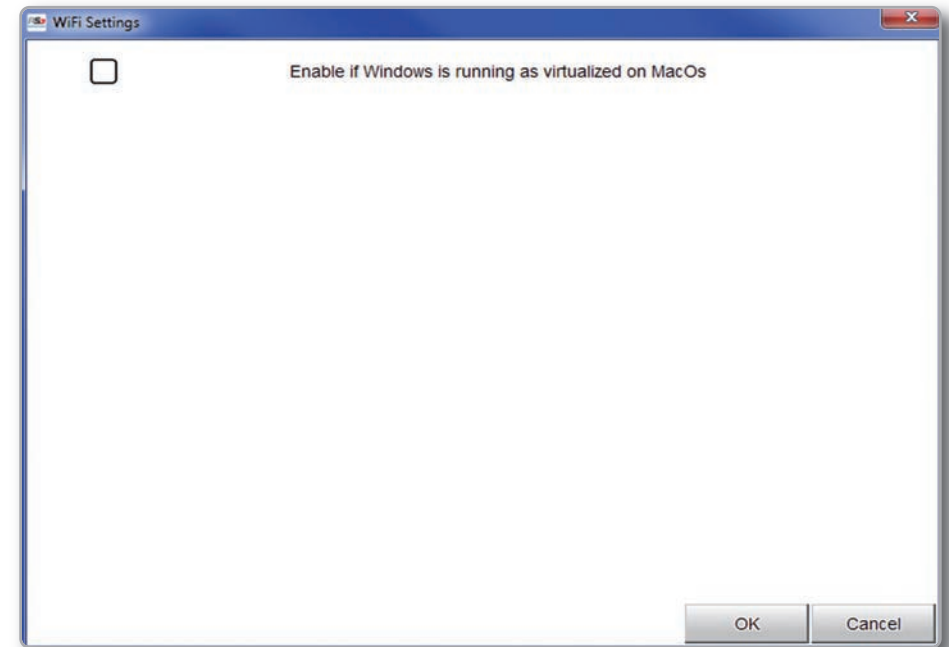 WiFi Settings
Enable if Windows is running as virtualized on MacOs
OK
Cancel